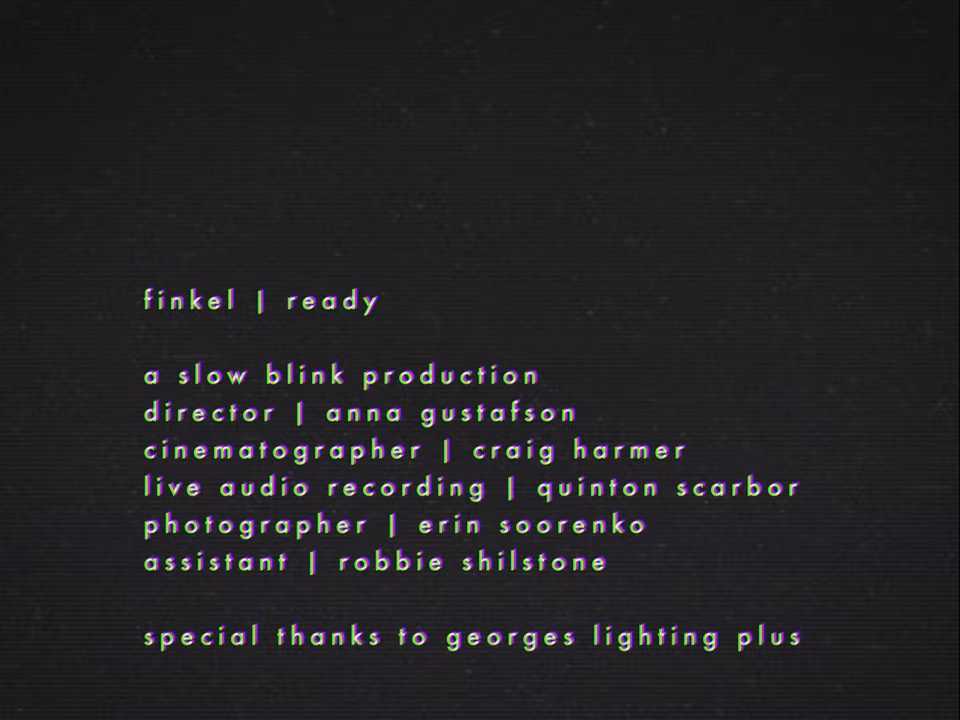 finkel | ready
a slow blink production
director | anna gustafson
cinematographer | craig harmer
live audio recording | quinton scarbor
photographer | erin soorenko
assistant | robbie shilstone
special thanks to georges lighting plus